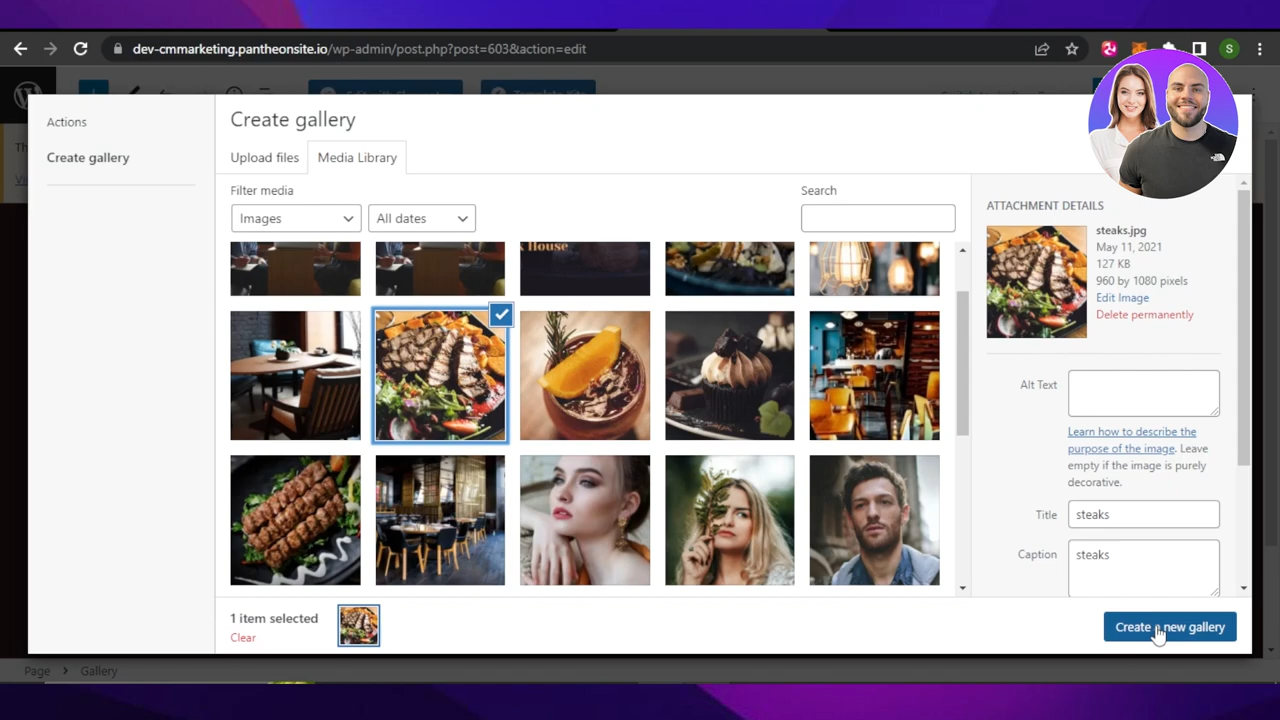 dev-cmmarketing.pantheonsite.io/wp-admin/post.php?post=603&action=edit
S
Actions
Create gallery
Create gallery
Upload files
Media Library
Filter media
Search
Images
All dates
House
ATTACHMENT DETAILS
steaks.jpg
May 11, 2021
127 KB
960 by 1080 pixels
Edit Image
Delete permanently
Alt Text
Learn how to describe the
purpose of the image. Leave
empty if the image is purely
decorative.
Title
steaks
Caption
steaks
1 item selected
Clear
Create a new gallery
Page
Gallery